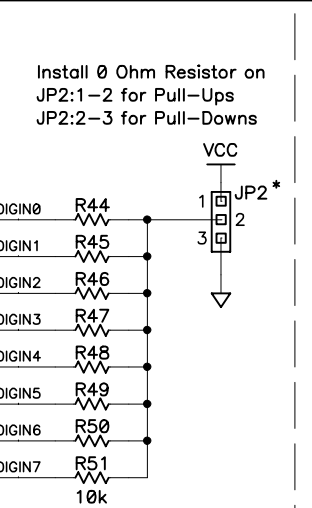 Install 0 Ohm Resistor on
JP2:1-2 for Pull-Ups
JP2:2-3 for Pull-Downs
VCC
1
JP2*
2
3
DIGIN0
R44
DIGIN1
R45
DIGIN2
R46
DIGIN3
R47
DIGIN4
R48
DIGIN5
R49
DIGIN6
R50
DIGIN7
R51
10k